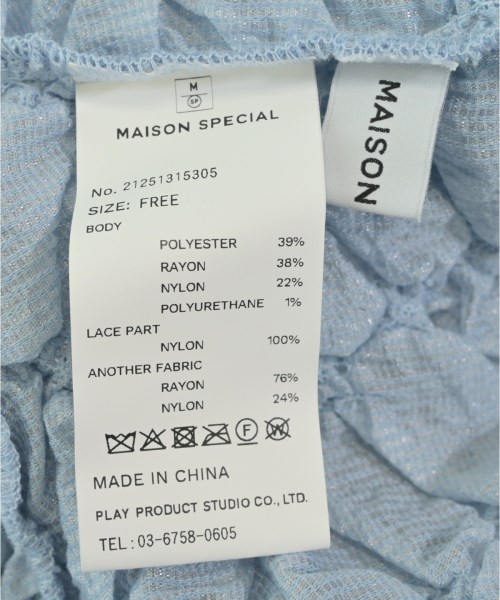 M
SP
MAISON SPECIAL
No. 21251315305
SIZE: FREE
BODY
POLYESTER 39%
RAYON 38%
NYLON 22%
POLYURETHANE 1%
LACE PART
NYLON 100%
ANOTHER FABRIC
RAYON 76%
NYLON 24%
F W
MADE IN CHINA
PLAY PRODUCT STUDIO CO., LTD.
TEL:03-6758-0605
MAISON